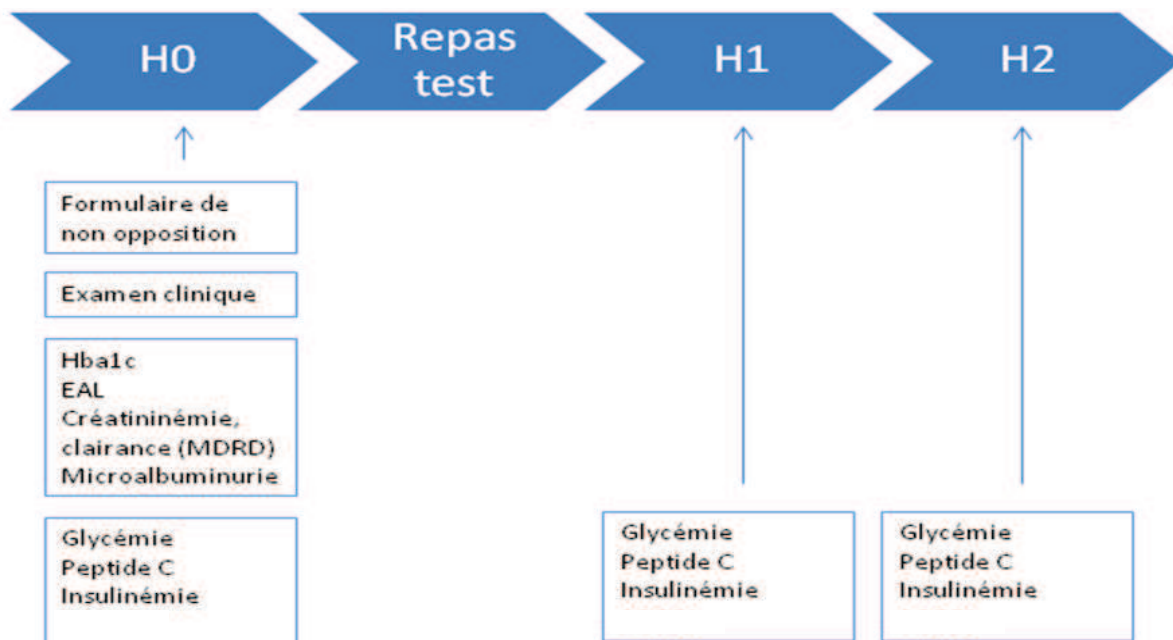 H0
Repas
test
H1
H2
Formulaire de
non opposition
Examen clinique
Hba1c
EAL
Créatininémie,
clairance (MDRD)
Microalbuminurie
Glycémie
Peptide C
Insulinémie
Glycémie
Peptide C
Insulinémie
Glycémie
Peptide C
Insulinémie